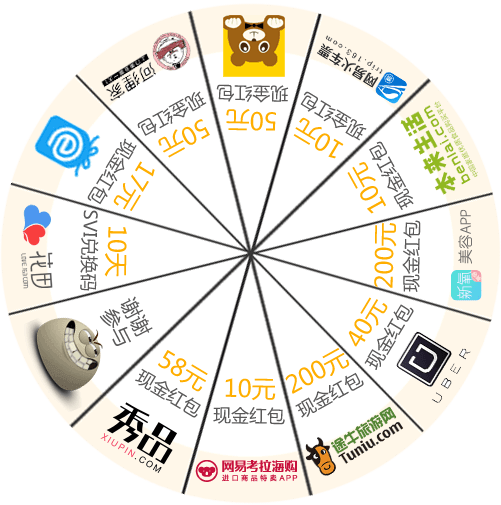 现金红包
50元
网易火车票
trip.163.com
现金红包
10元
本来生活
benlai.com
现金红包
10元
美容APP
新氧
200元
现金红包
UBER
40元
现金红包
途牛旅游网
Tuniu.com
200元
现金红包
10元
现金红包
网易考拉海购
进口商品特卖APP
58元
现金红包
秀品
XIUPIN.COM
谢谢
参与
花田
LOVE.163.COM
SVI兑换码
10天
现金红包
17元
河狸家
现金红包
50元